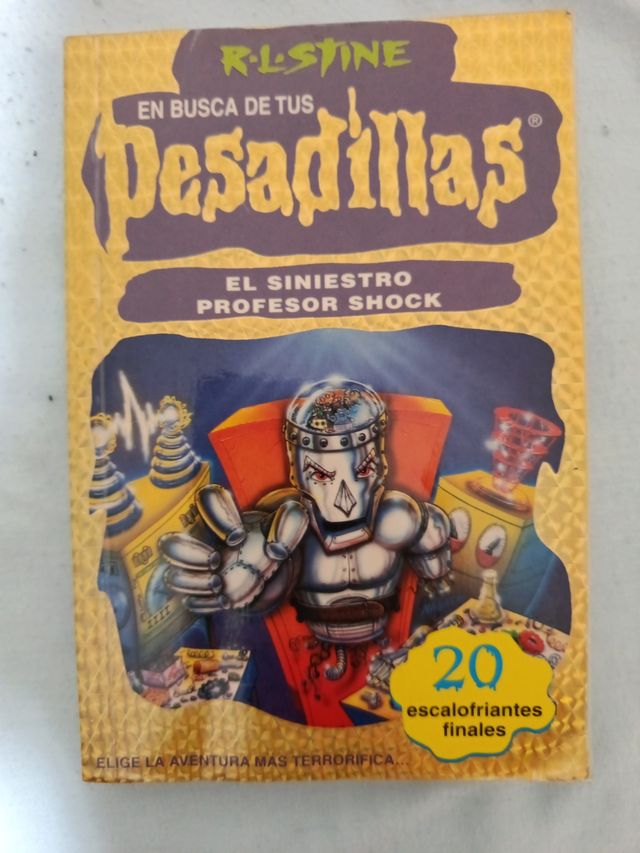 R·L·STINE
EN BUSCA DE TUS
Pesadillas®
EL SINIESTRO
PROFESOR SHOCK
20
escalofriantes
finales
ELIGE LA AVENTURA MÁS TERRORÍFICA...